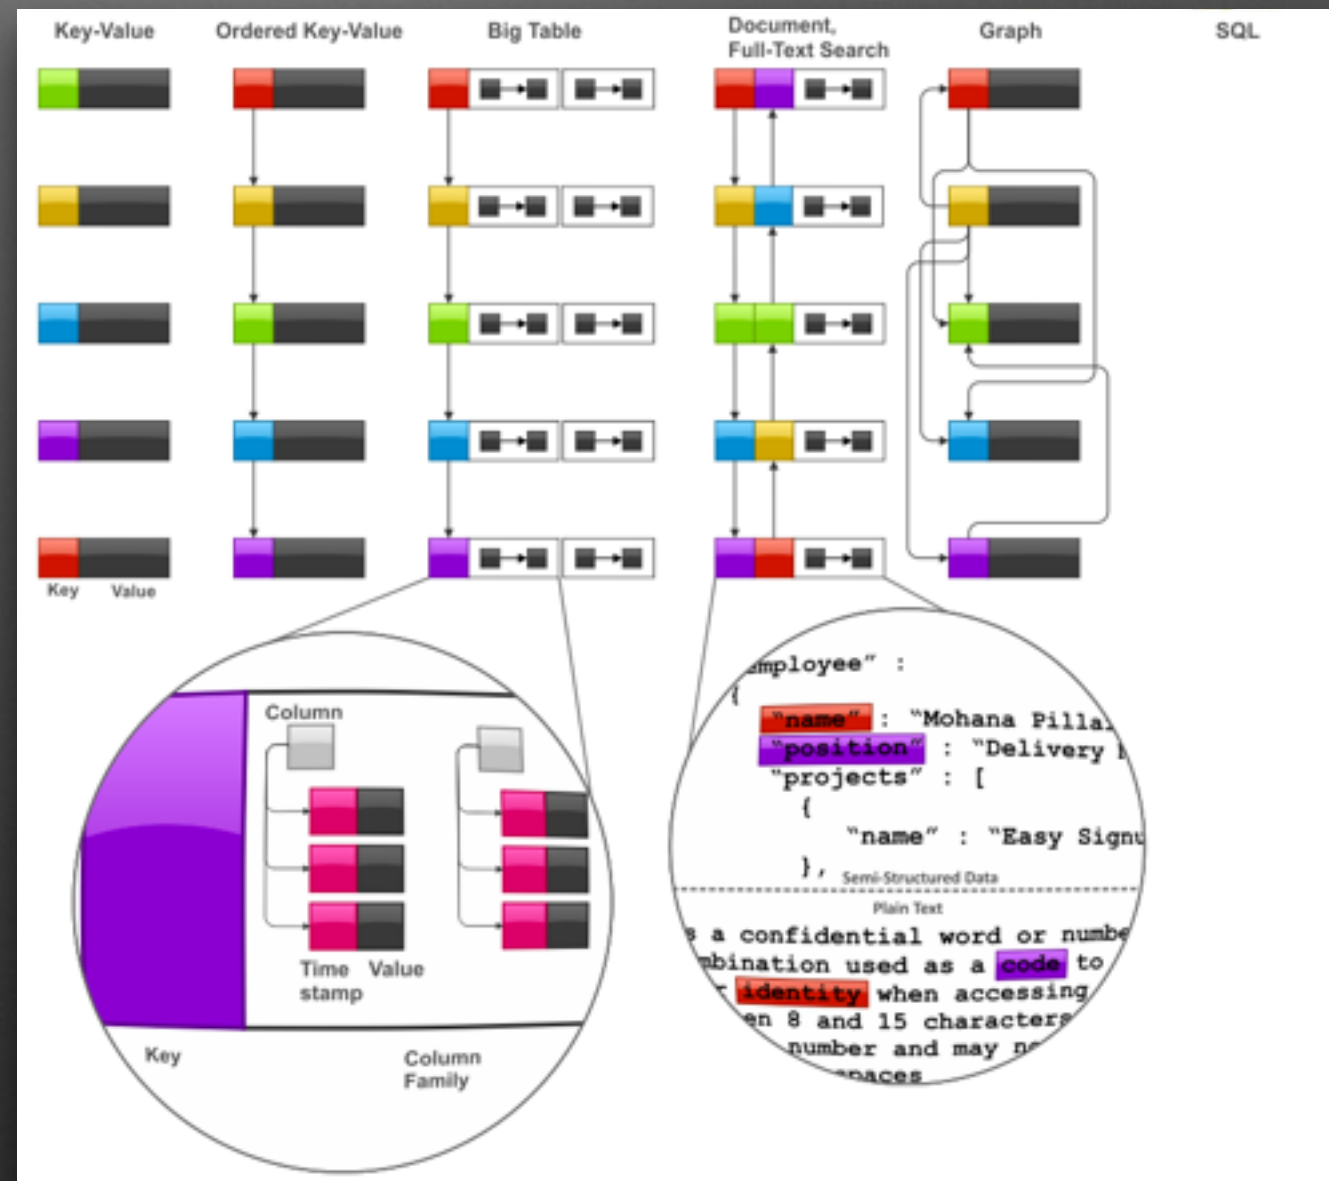 Key-Value
Ordered Key-Value
Big Table
Document,
Full-Text Search
Graph
SQL
Key
Value
Column
Time
stamp
Value
Key
Column
Family
mployee” :
{
“name” : “Mohana Pilla
“position” : “Delivery
“projects” : [
{
“name” : “Easy Signu
},
Semi-Structured Data
Plain Text
s a confidential word or numbe
mbination used as a code to
identity when accessing
en 8 and 15 characters
number and may no
spaces